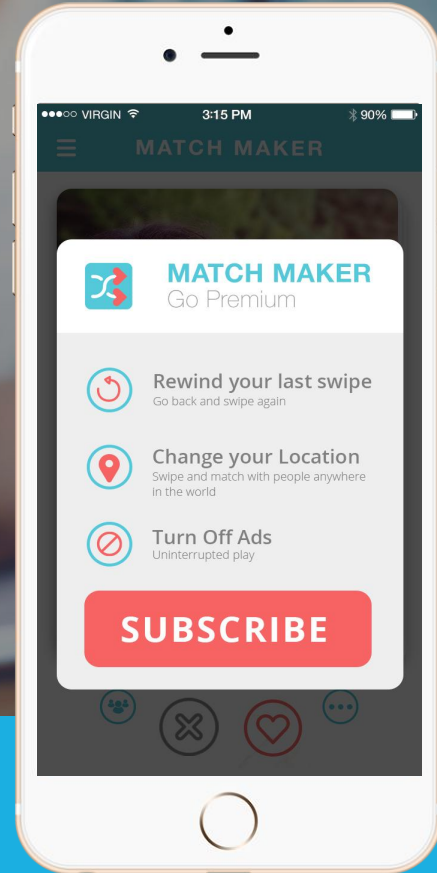 VIRGIN 3:15 PM 90%
MATCH MAKER
MATCH MAKER
Go Premium
Rewind your last swipe
Go back and swipe again
Change your Location
Swipe and match with people anywhere
in the world
Turn Off Ads
Uninterrupted play
SUBSCRIBE